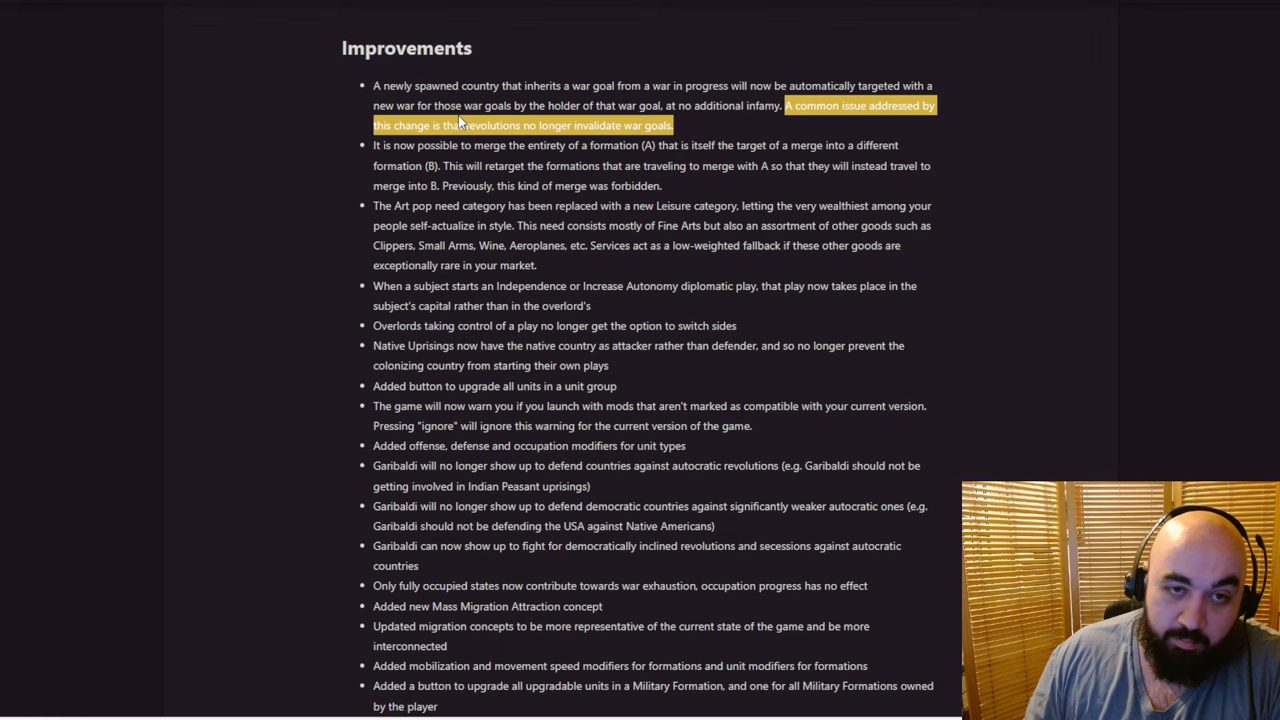 Improvements
A newly spawned country that inherits a war goal from a war in progress will now be automatically targeted with a
new war for those war goals by the holder of that war goal, at no additional infamy. A common issue addressed by
this change is that revolutions no longer invalidate war goals.
It is now possible to merge the entirety of a formation (A) that is itself the target of a merge into a different
formation (B). This will retarget the formations that are traveling to merge with A so that they will instead travel to
merge into B. Previously, this kind of merge was forbidden.
The Art pop need category has been replaced with a new Leisure category, letting the very wealthiest among your
people self-actualize in style. This need consists mostly of Fine Arts but also an assortment of other goods such as
Clippers, Small Arms, Wine, Aeroplanes, etc. Services act as a low-weighted fallback if these other goods are
exceptionally rare in your market.
When a subject starts an Independence or Increase Autonomy diplomatic play, that play now takes place in the
subject's capital rather than in the overlord's
Overlords taking control of a play no longer get the option to switch sides
Native Uprisings now have the native country as attacker rather than defender, and so no longer prevent the
colonizing country from starting their own plays
Added button to upgrade all units in a unit group
The game will now warn you if you launch with mods that aren't marked as compatible with your current version.
Pressing "ignore" will ignore this warning for the current version of the game.
Added offense, defense and occupation modifiers for unit types
Garibaldi will no longer show up to defend countries against autocratic revolutions (e.g. Garibaldi should not be
getting involved in Indian Peasant uprisings)
Garibaldi will no longer show up to defend democratic countries against significantly weaker autocratic ones (e.g.
Garibaldi should not be defending the USA against Native Americans)
Garibaldi can now show up to fight for democratically inclined revolutions and secessions against autocratic
countries
Only fully occupied states now contribute towards war exhaustion, occupation progress has no effect
Added new Mass Migration Attraction concept
Updated migration concepts to be more representative of the current state of the game and be more
interconnected
Added mobilization and movement speed modifiers for formations and unit modifiers for formations
Added a button to upgrade all upgradable units in a Military Formation, and one for all Military Formations owned
by the player